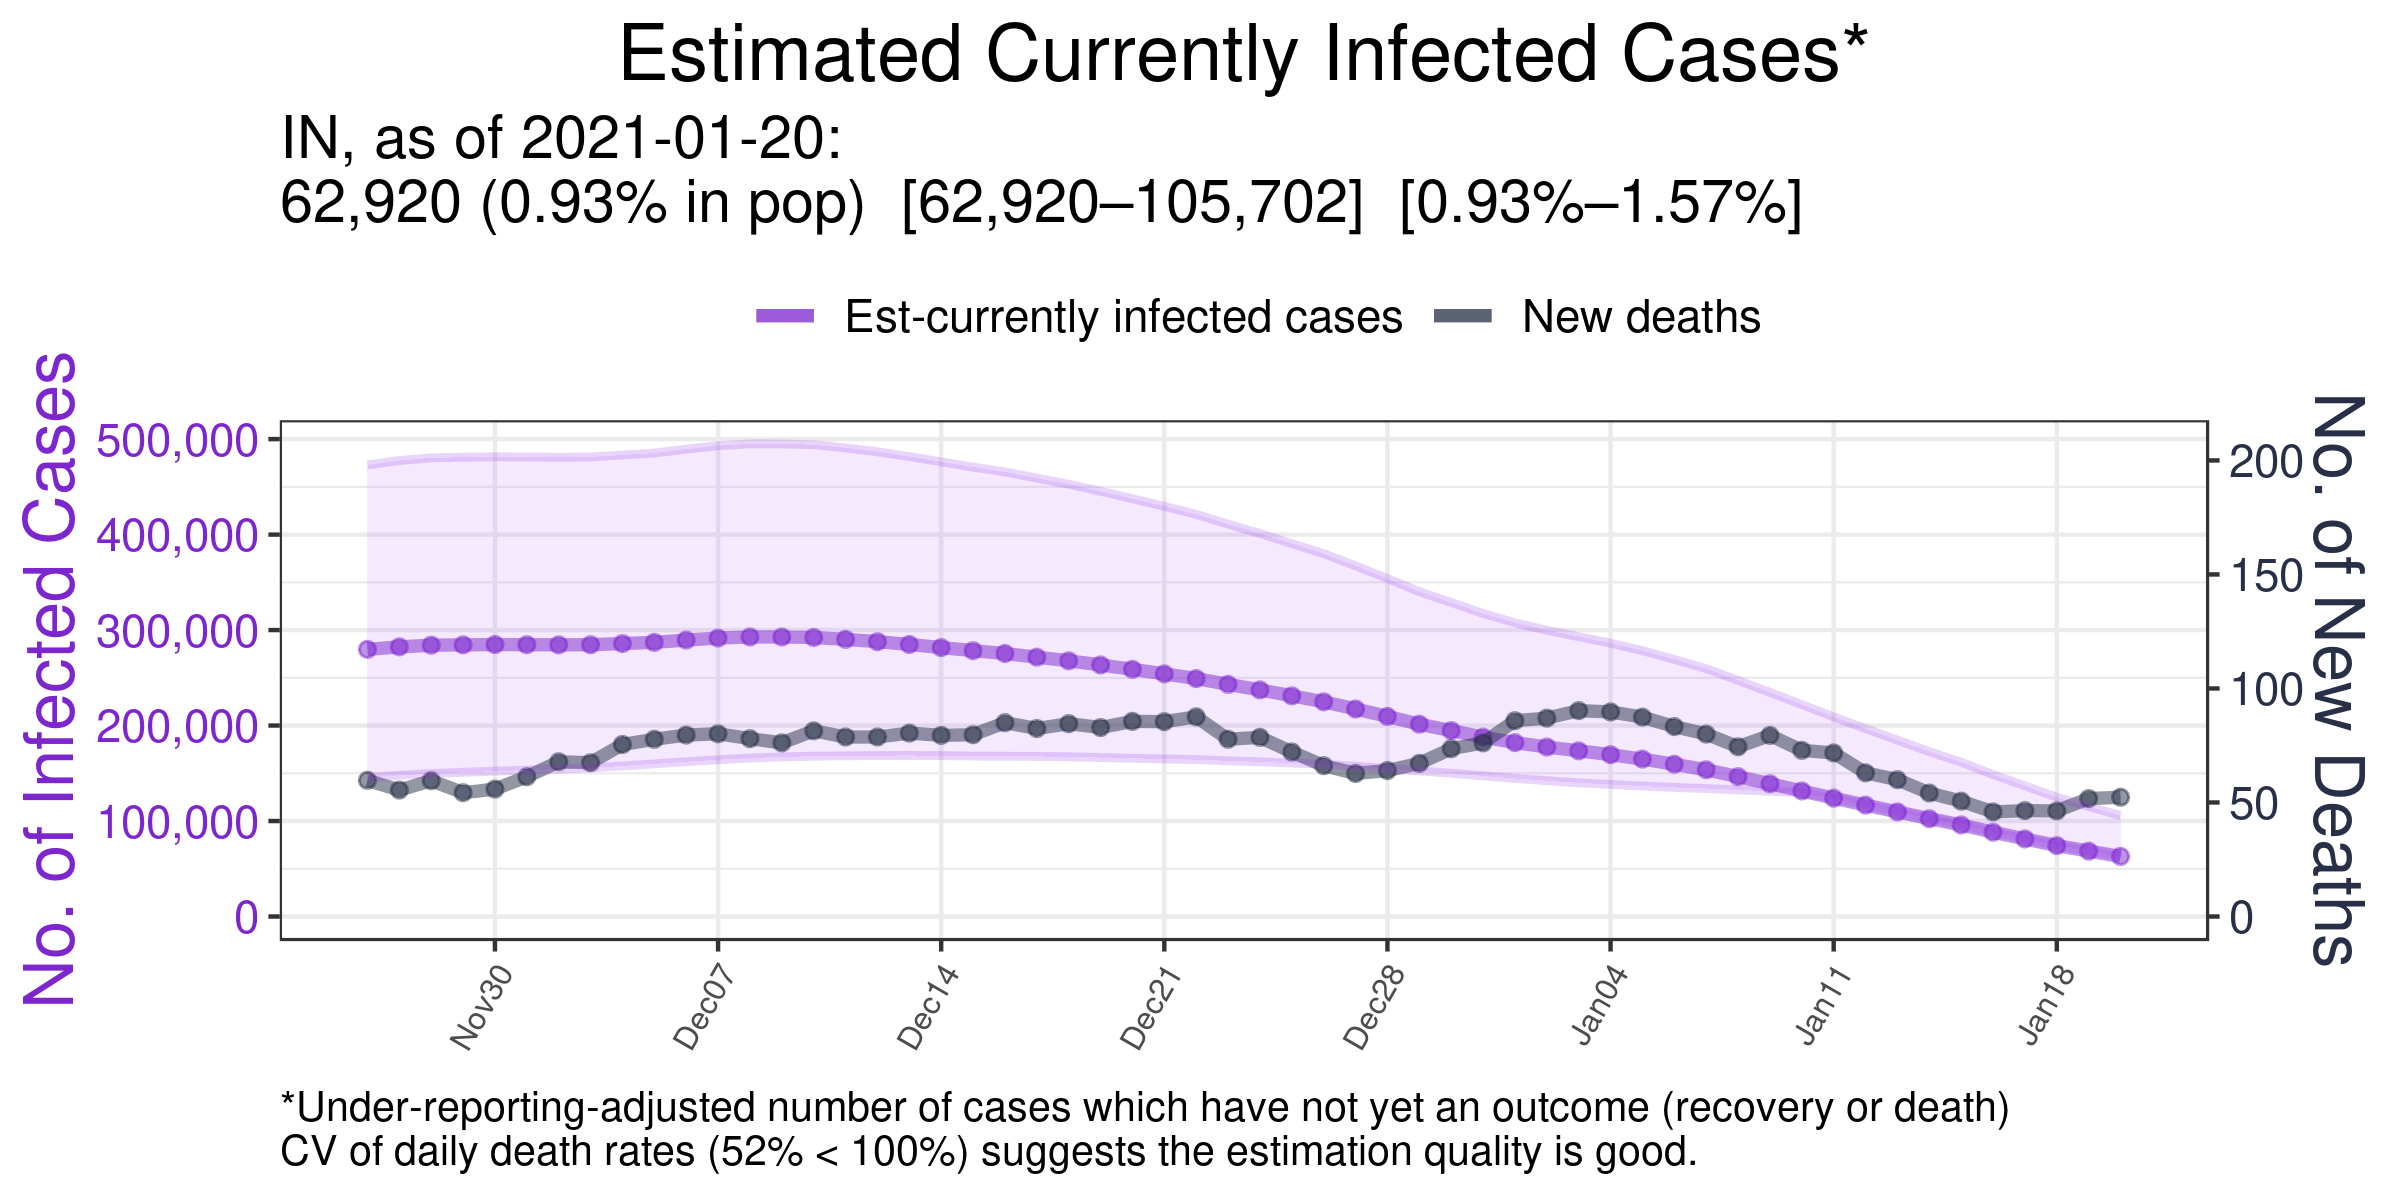 Estimated Currently Infected Cases*
IN, as of 2021-01-20:
62,920 (0.93% in pop)  [62,920–105,702]  [0.93%–1.57%]
Est-currently infected cases
New deaths
No. of Infected Cases
500,000
400,000
300,000
200,000
100,000
0
No. of New Deaths
200
150
100
50
0
Nov30
Dec07
Dec14
Dec21
Dec28
Jan04
Jan11
Jan18
*Under-reporting-adjusted number of cases which have not yet an outcome (recovery or death)
CV of daily death rates (52% < 100%) suggests the estimation quality is good.